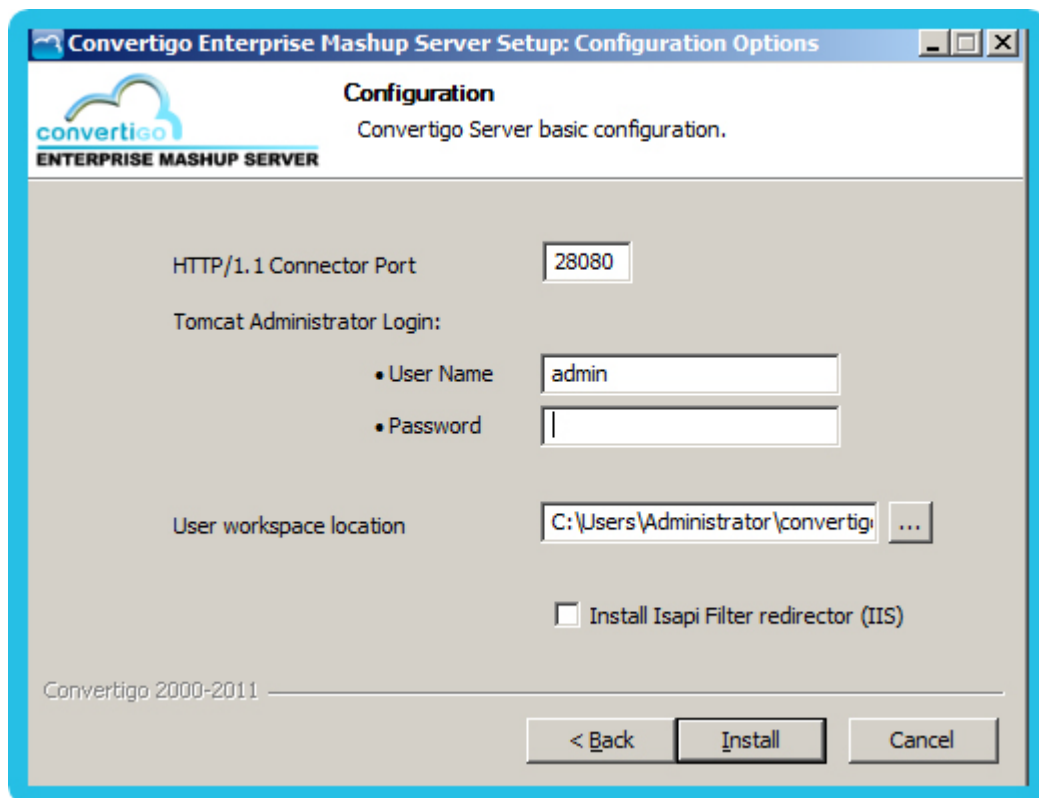 Convertigo Enterprise Mashup Server Setup: Configuration Options
convertigo
ENTERPRISE MASHUP SERVER
Configuration
Convertigo Server basic configuration.
HTTP/1.1 Connector Port 28080
Tomcat Administrator Login:
• User Name admin
• Password
User workspace location C:\Users\Administrator\convertigo ...
Install Isapi Filter redirector (IIS)
Convertigo 2000-2011
< Back Install Cancel